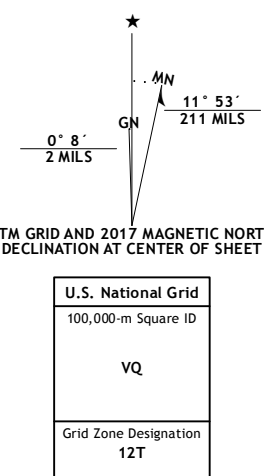 ★
MN
11° 53´
211 MILS
GN
0° 8´
2 MILS
TM GRID AND 2017 MAGNETIC NORT
DECLINATION AT CENTER OF SHEET
U.S. National Grid
100,000-m Square ID
VQ
Grid Zone Designation
12T